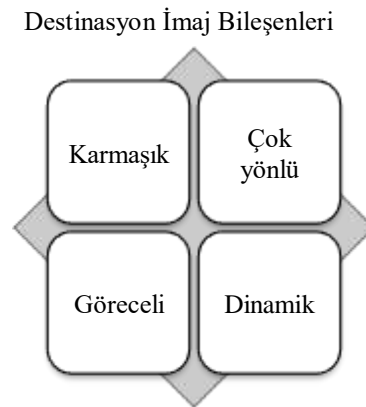 Destinasyon İmaj Bileşenleri
Karmaşık
Çok
yönlü
Göreceli
Dinamik